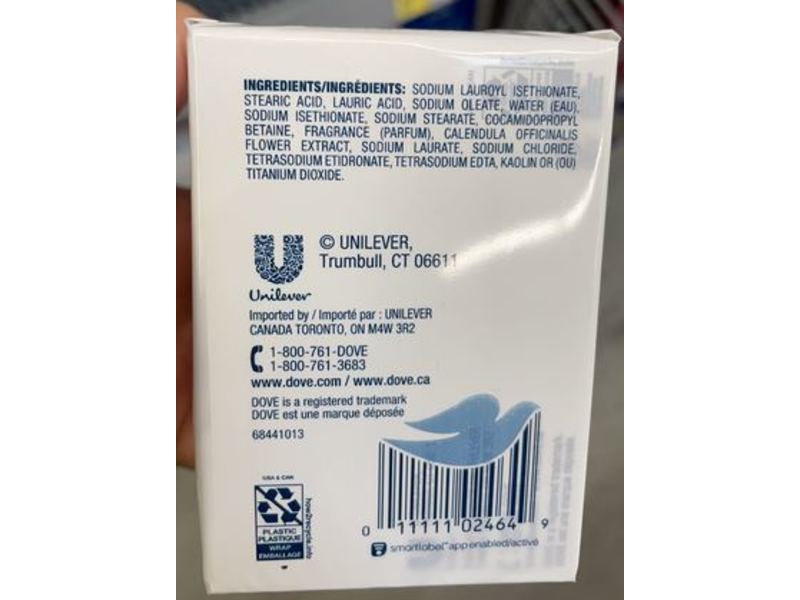 INGREDIENTS/INGRÉDIENTS: SODIUM LAUROYL ISETHIONATE,
STEARIC ACID, LAURIC ACID, SODIUM OLEATE, WATER (EAU),
SODIUM ISETHIONATE, SODIUM STEARATE, COCAMIDOPROPYL
BETAINE, FRAGRANCE (PARFUM), CALENDULA OFFICINALIS
FLOWER EXTRACT, SODIUM LAURATE, SODIUM CHLORIDE,
TETRASODIUM ETIDRONATE, TETRASODIUM EDTA, KAOLIN OR (OU)
TITANIUM DIOXIDE.
© UNILEVER,
Trumbull, CT 06611
Unilever
Imported by / Importé par : UNILEVER
CANADA TORONTO, ON M4W 3R2
1-800-761-DOVE
1-800-761-3683
www.dove.com / www.dove.ca
DOVE is a registered trademark
DOVE est une marque déposée
68441013
USA & CAN
PLASTIC
PLASTIQUE
WRAP
EMBALLAGE
how2recycle.info
0 11111 02464 9
smartlabel™ app enabled/activé